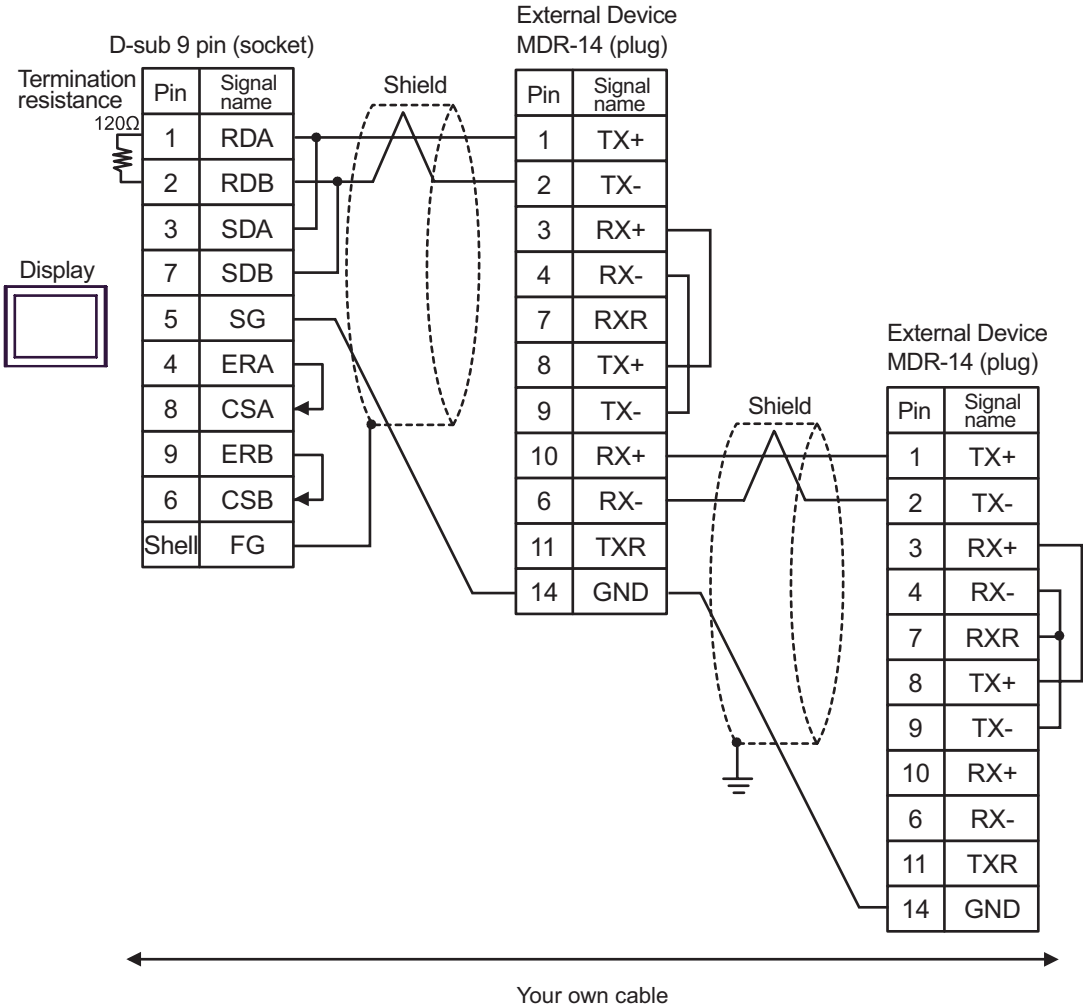 External Device
MDR-14 (plug)
D-sub 9 pin (socket)
Termination
resistance
120Ω
Shield
Pin Signal name
1 RDA
2 RDB
3 SDA
7 SDB
5 SG
4 ERA
8 CSA
9 ERB
6 CSB
Shell FG
Display
Pin Signal name
1 TX+
2 TX-
3 RX+
4 RX-
7 RXR
8 TX+
9 TX-
10 RX+
6 RX-
11 TXR
14 GND
External Device
MDR-14 (plug)
Shield
Pin Signal name
1 TX+
2 TX-
3 RX+
4 RX-
7 RXR
8 TX+
9 TX-
10 RX+
6 RX-
11 TXR
14 GND
Your own cable